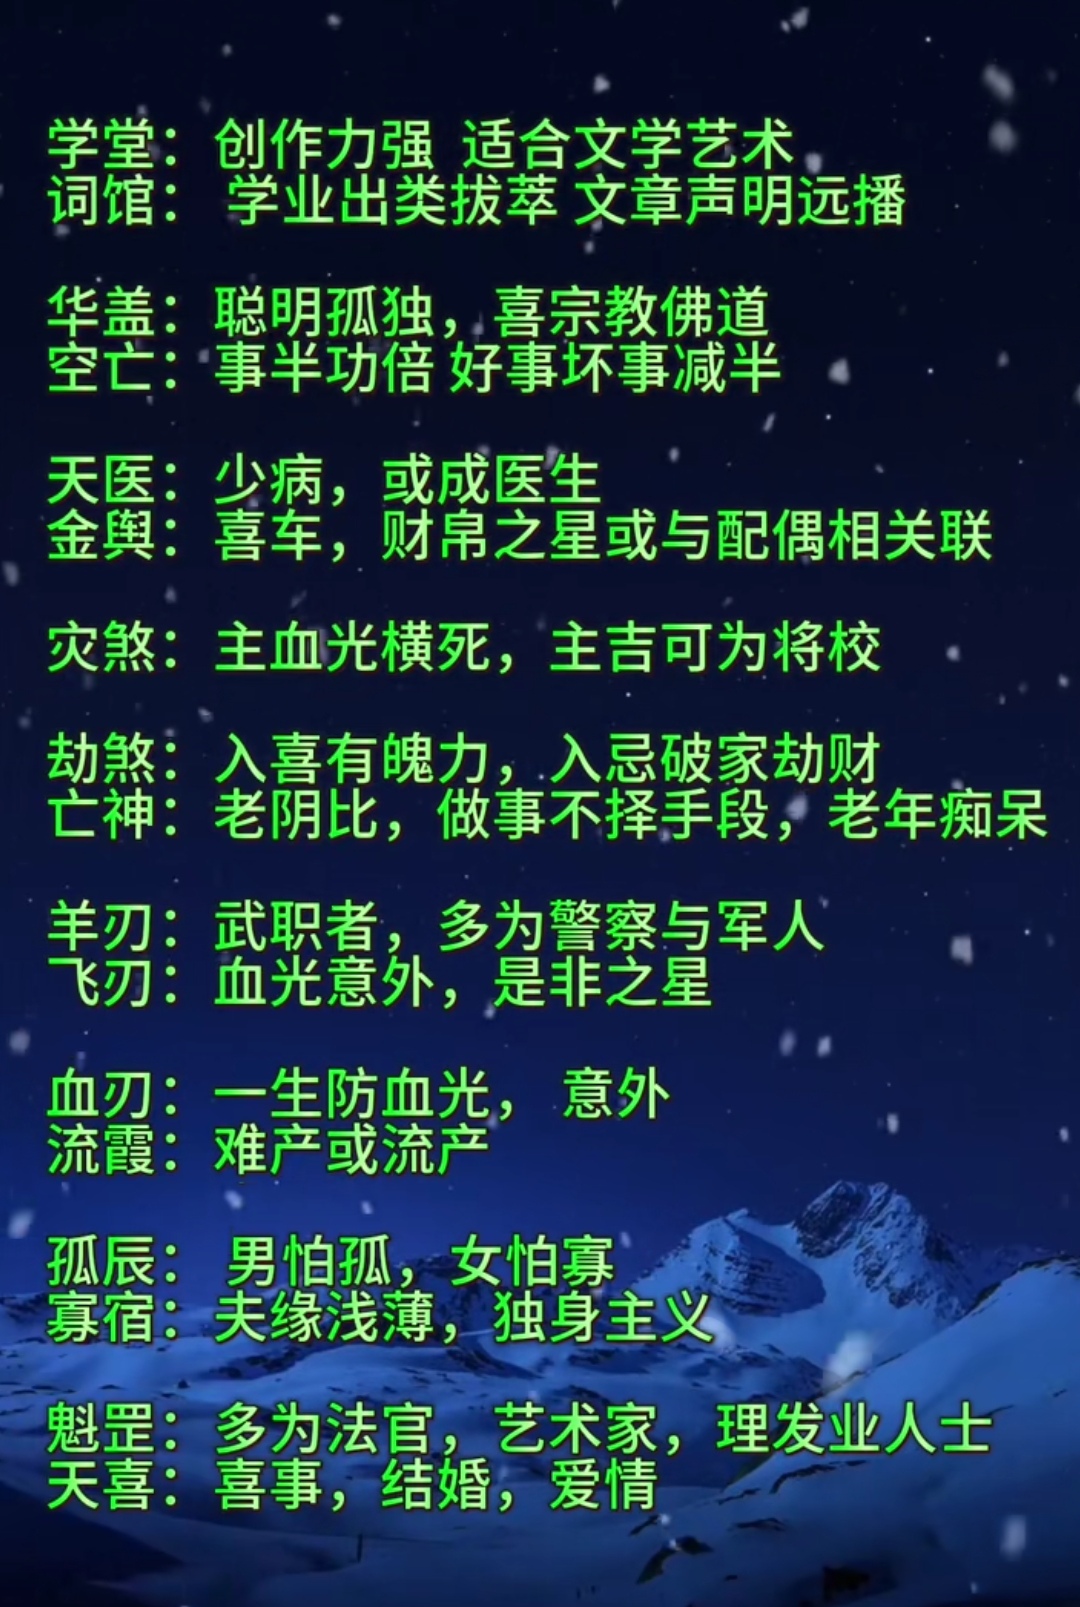 学堂：创作力强 适合文学艺术
词馆： 学业出类拔萃 文章声明远播
华盖：聪明孤独，喜宗教佛道
空亡：事半功倍 好事坏事减半
天医：少病，或成医生
金舆：喜车，财帛之星或与配偶相关联
灾煞：主血光横死，主吉可为将校
劫煞：入喜有魄力，入忌破家劫财
亡神：老阴比，做事不择手段，老年痴呆
羊刃：武职者，多为警察与军人
飞刃：血光意外，是非之星
血刃：一生防血光， 意外
流霞：难产或流产
孤辰： 男怕孤，女怕寡
寡宿：夫缘浅薄，独身主义
魁罡：多为法官，艺术家，理发业人士
天喜：喜事，结婚，爱情